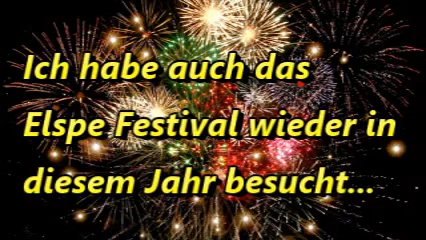 Ich habe auch das
Elspe Festival wieder in
diesem Jahr besucht...